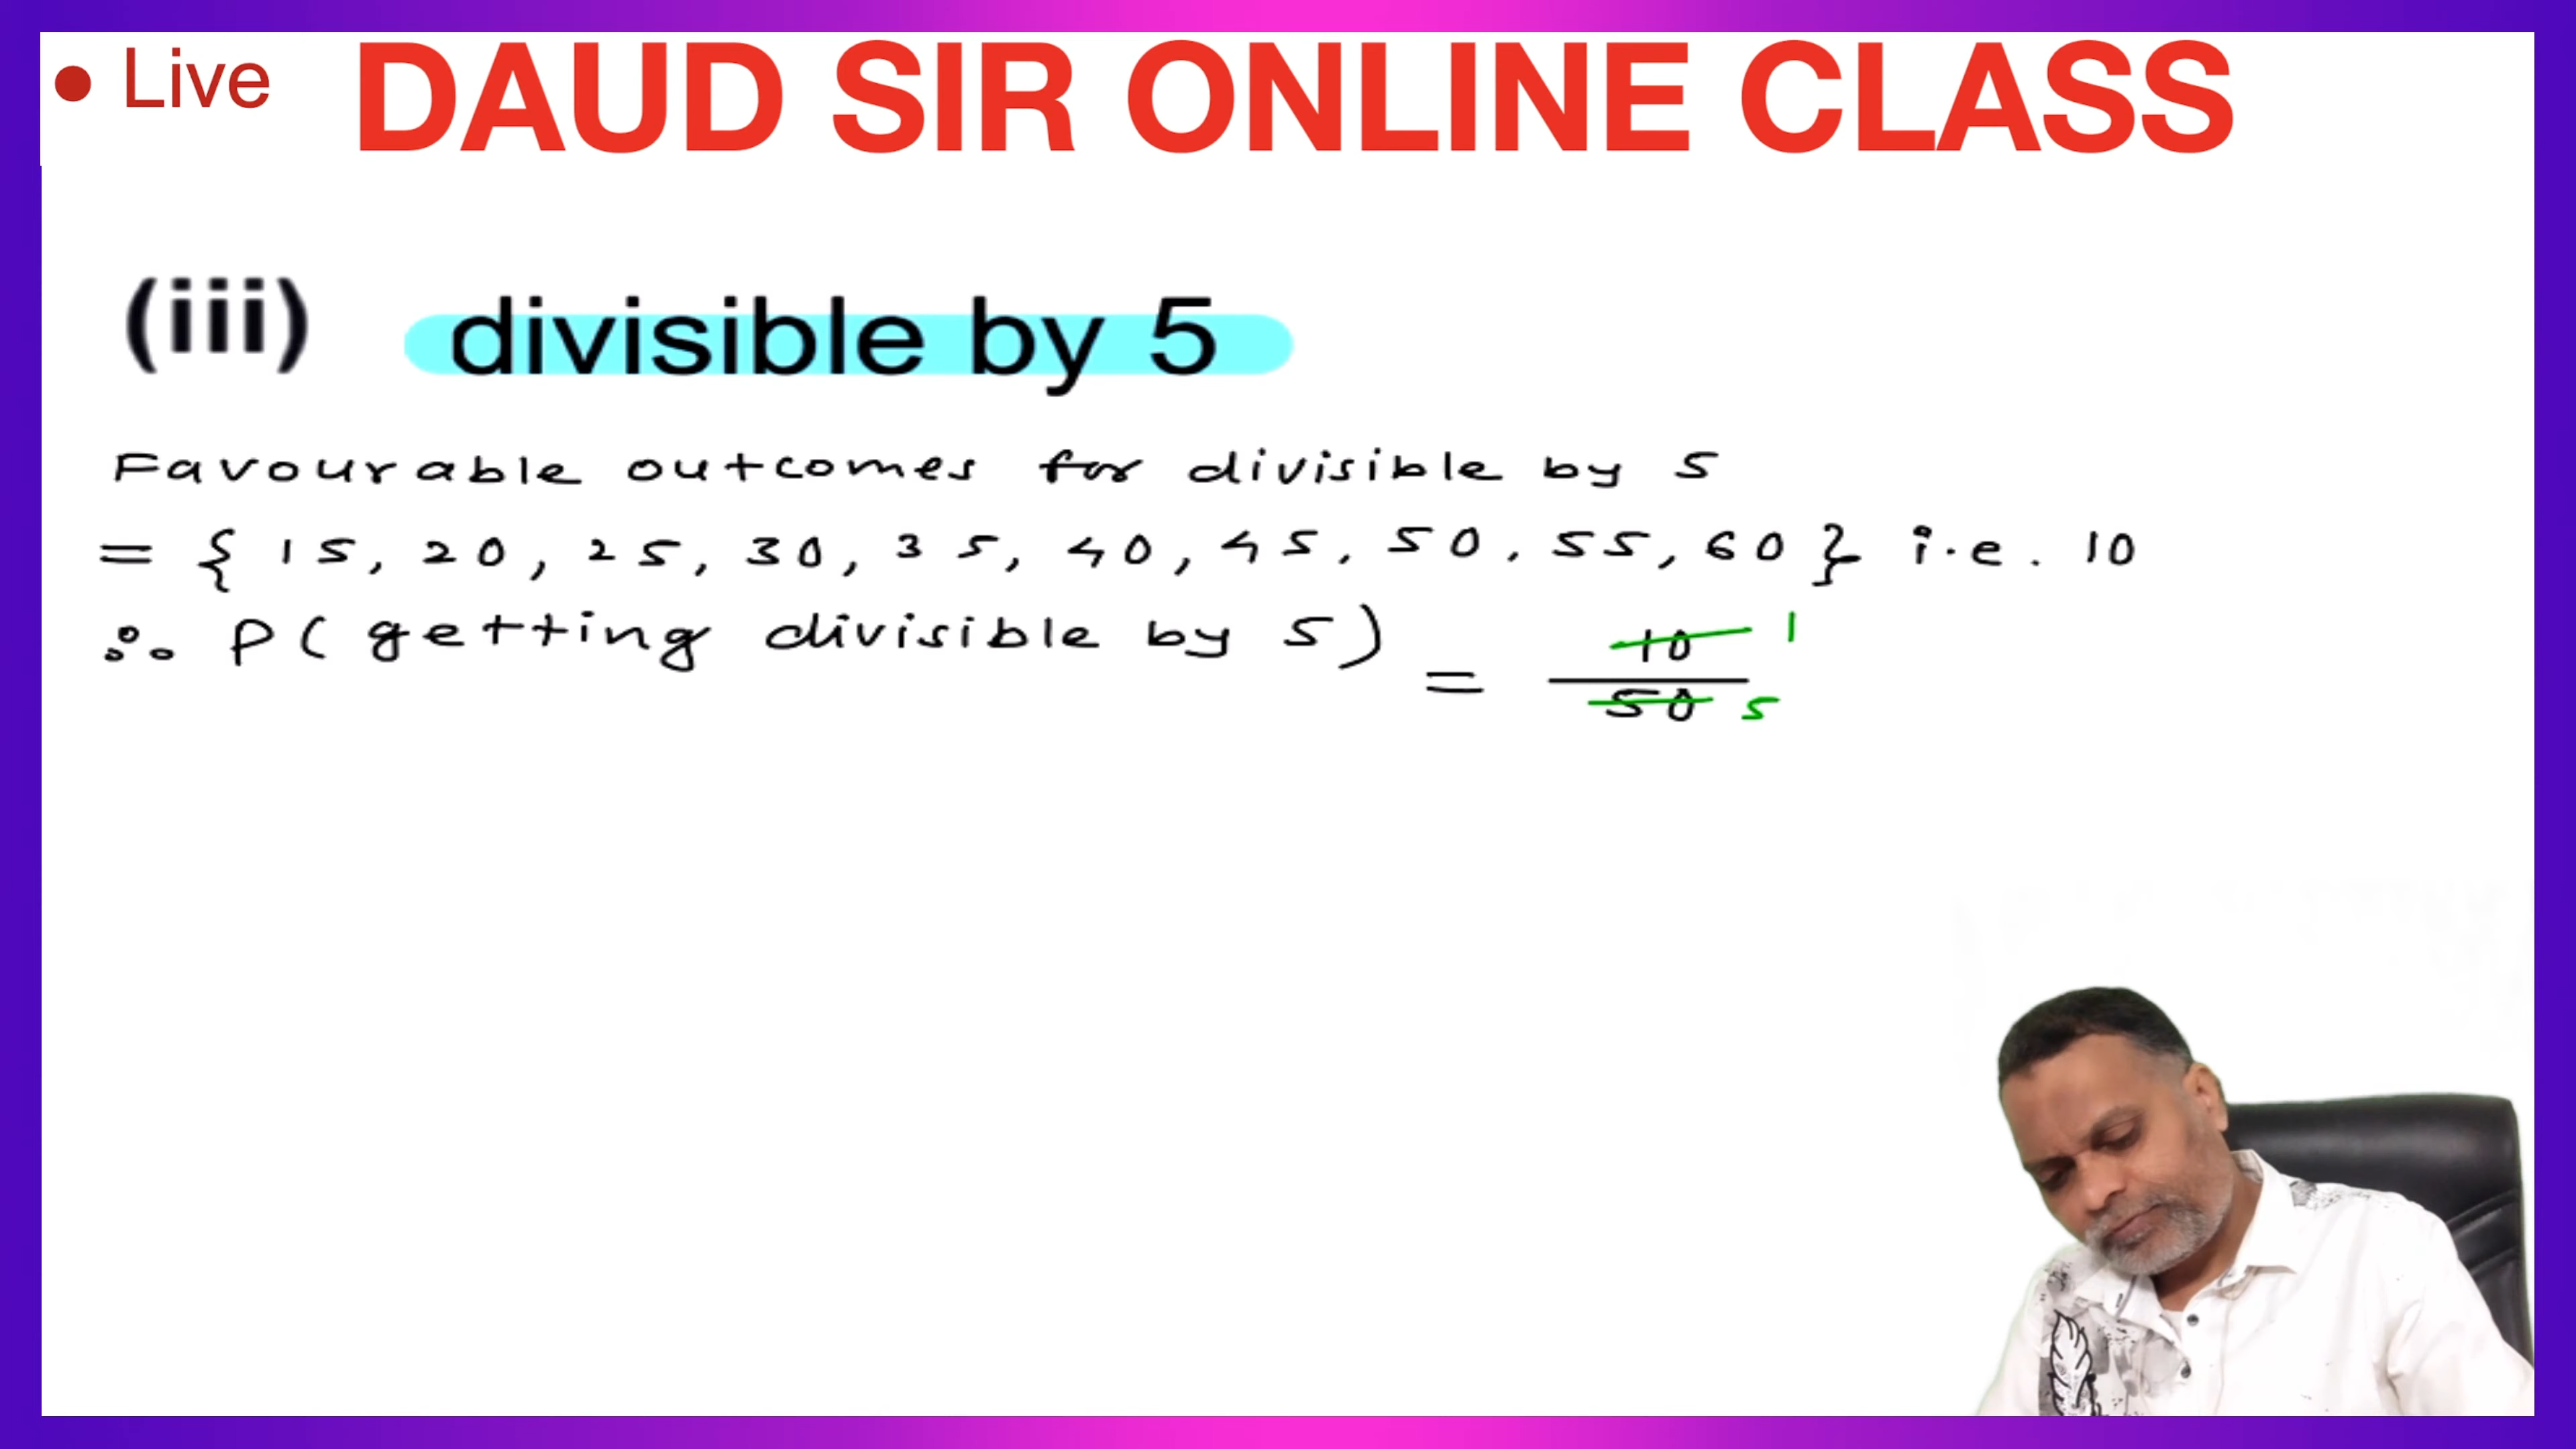 • Live DAUD SIR ONLINE CLASS
(iii) divisible by 5
Favourable outcomes for divisible by 5
= { 15, 20, 25, 30, 35, 40, 45, 50, 55, 60 } i.e. 10
∴ P( getting divisible by 5) = 10/50 1/5